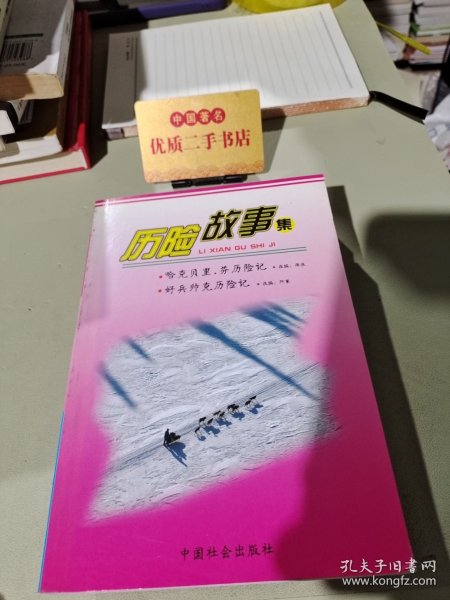 中国著名
优质二手书店
历险故事集
LI XIAN GU SHI JI
·哈克贝里.芬历险记
·好兵帅克历险记
中国社会出版社
孔夫子旧书网
www.kongfz.com